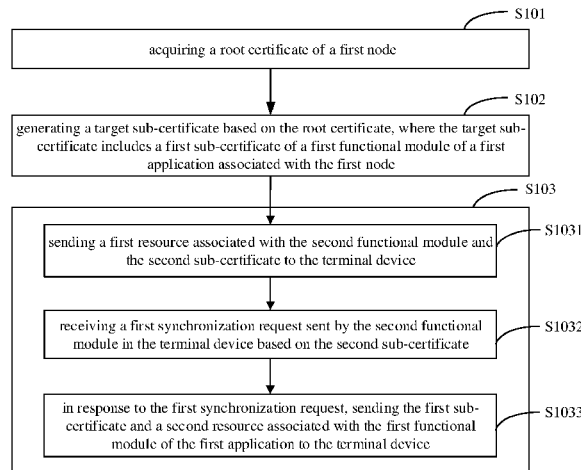 S101
acquiring a root certificate of a first node
S102
generating a target sub-certificate based on the root certificate, where the target sub-
certificate includes a first sub-certificate of a first functional module of a first
application associated with the first node
S103
sending a first resource associated with the second functional module and
the second sub-certificate to the terminal device
S1031
receiving a first synchronization request sent by the second functional
module in the terminal device based on the second sub-certificate
S1032
in response to the first synchronization request, sending the first sub-
certificate and a second resource associated with the first functional
module of the first application to the terminal device
S1033